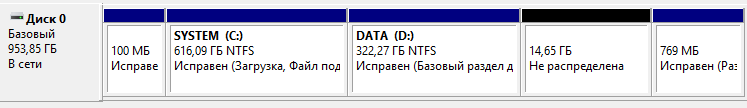 Диск 0
Базовый
953,85 ГБ
В сети
100 МБ
Исправе
SYSTEM (C:)
616,09 ГБ NTFS
Исправен (Загрузка, Файл под
DATA (D:)
322,27 ГБ NTFS
Исправен (Базовый раздел д
14,65 ГБ
Не распределена
769 МБ
Исправен (Раз